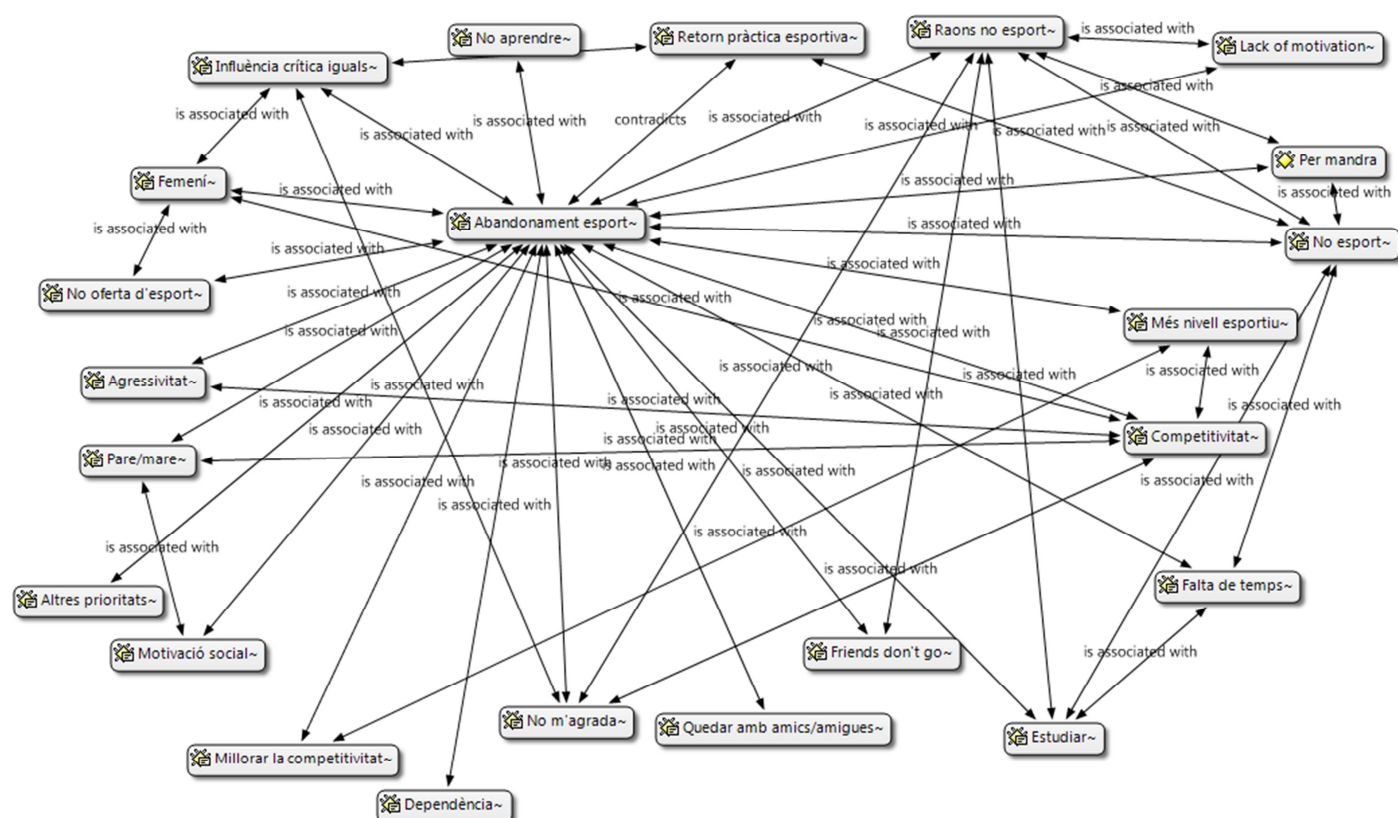 No aprendre~
Retorn pràctica esportiva~
Raons no esport~
is associated with
Lack of motivation~
Influència crítica iguals~
is associated with
is associated with
is associated with
contradicts
is associated with
is associated with
is associated with
is associated with
Per mandra
Femení~
is associated with
is associated with
Abandonament esport~
is associated with
is associated with
No esport~
is associated with
No oferta d'esport~
is associated with
is associated with
is associated with
is associated with
is associated with
is associated with
Més nivell esportiu~
Agressivitat~
is associated with
is associated with
is associated with
is associated with
is associated with
is associated with
is associated with
is associated with
is associated with
Competitivitat~
Pare/mare~
is associated with
is associated with
is associated with
is associated with
is associated with
is associated with
is associated with
is associated with
is associated with
is associated with
Altres prioritats~
Falta de temps~
Motivació social~
Friends don't go~
is associated with
No m'agrada~
Quedar amb amics/amigues~
Estudiar~
Millorar la competitivitat~
Dependència~